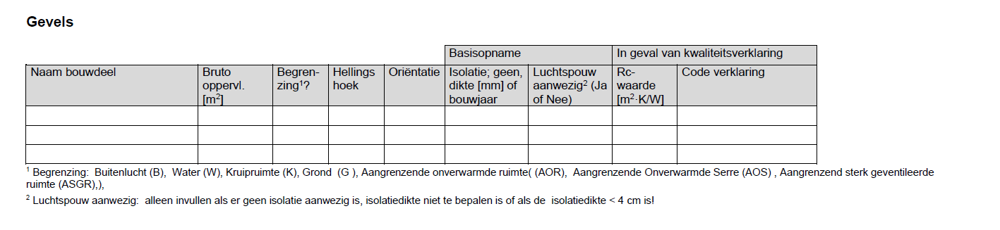 Gevels
Basisopname In geval van kwaliteitsverklaring
Naam bouwdeel Bruto oppervl. [m²] Begren-zing¹? Hellings hoek Oriëntatie Isolatie; geen, dikte [mm] of bouwjaar Luchtspouw aanwezig² (Ja of Nee) Rc-waarde [m²·K/W] Code verklaring
¹ Begrenzing: Buitenlucht (B), Water (W), Kruipruimte (K), Grond (G ), Aangrenzende onverwarmde ruimte( (AOR), Aangrenzende Onverwarmde Serre (AOS) , Aangrenzend sterk geventileerde
ruimte (ASGR),),
² Luchtspouw aanwezig: alleen invullen als er geen isolatie aanwezig is, isolatiedikte niet te bepalen is of als de isolatiedikte < 4 cm is!